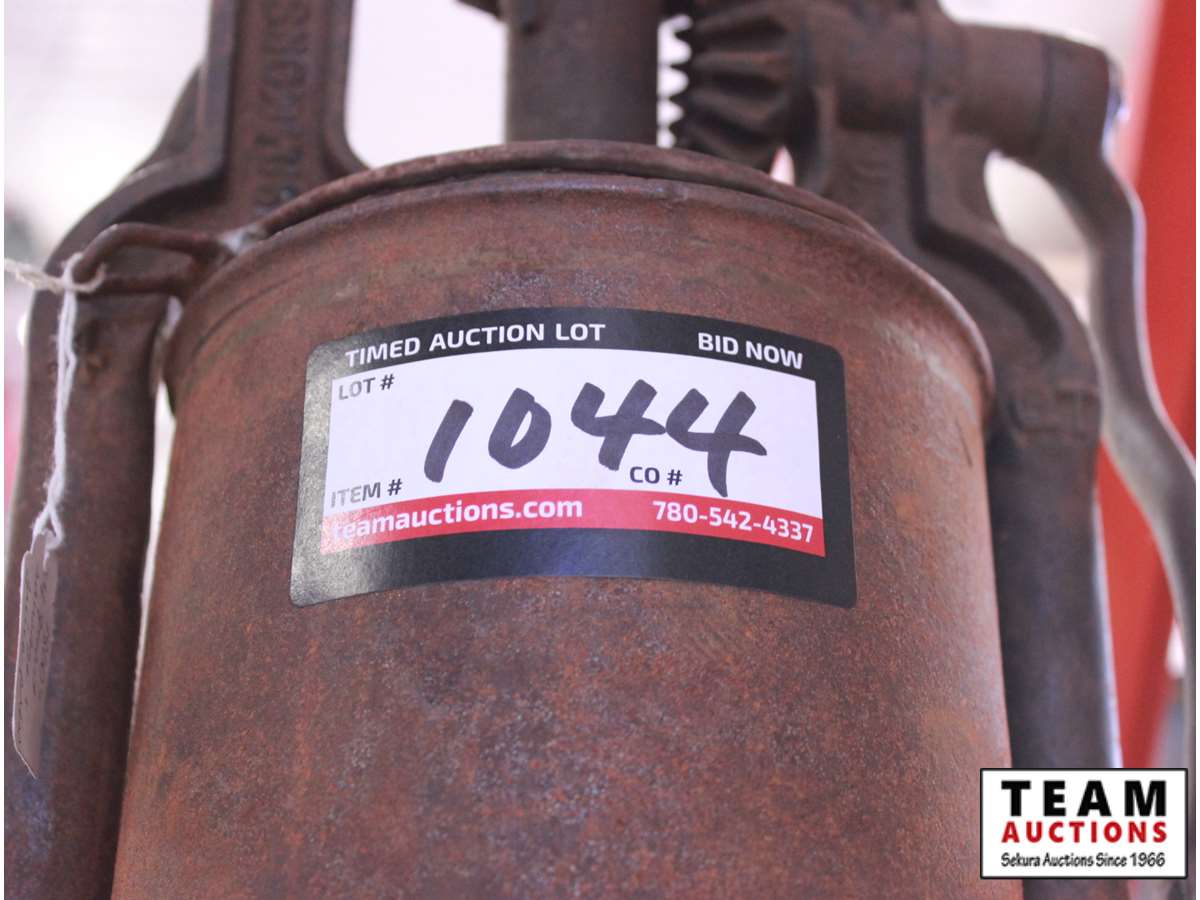 TIMED AUCTION LOT BID NOW
LOT #
1044
ITEM # CO #
teamauctions.com 780-542-4337
TEAM
AUCTIONS
Sekura Auctions Since 1966